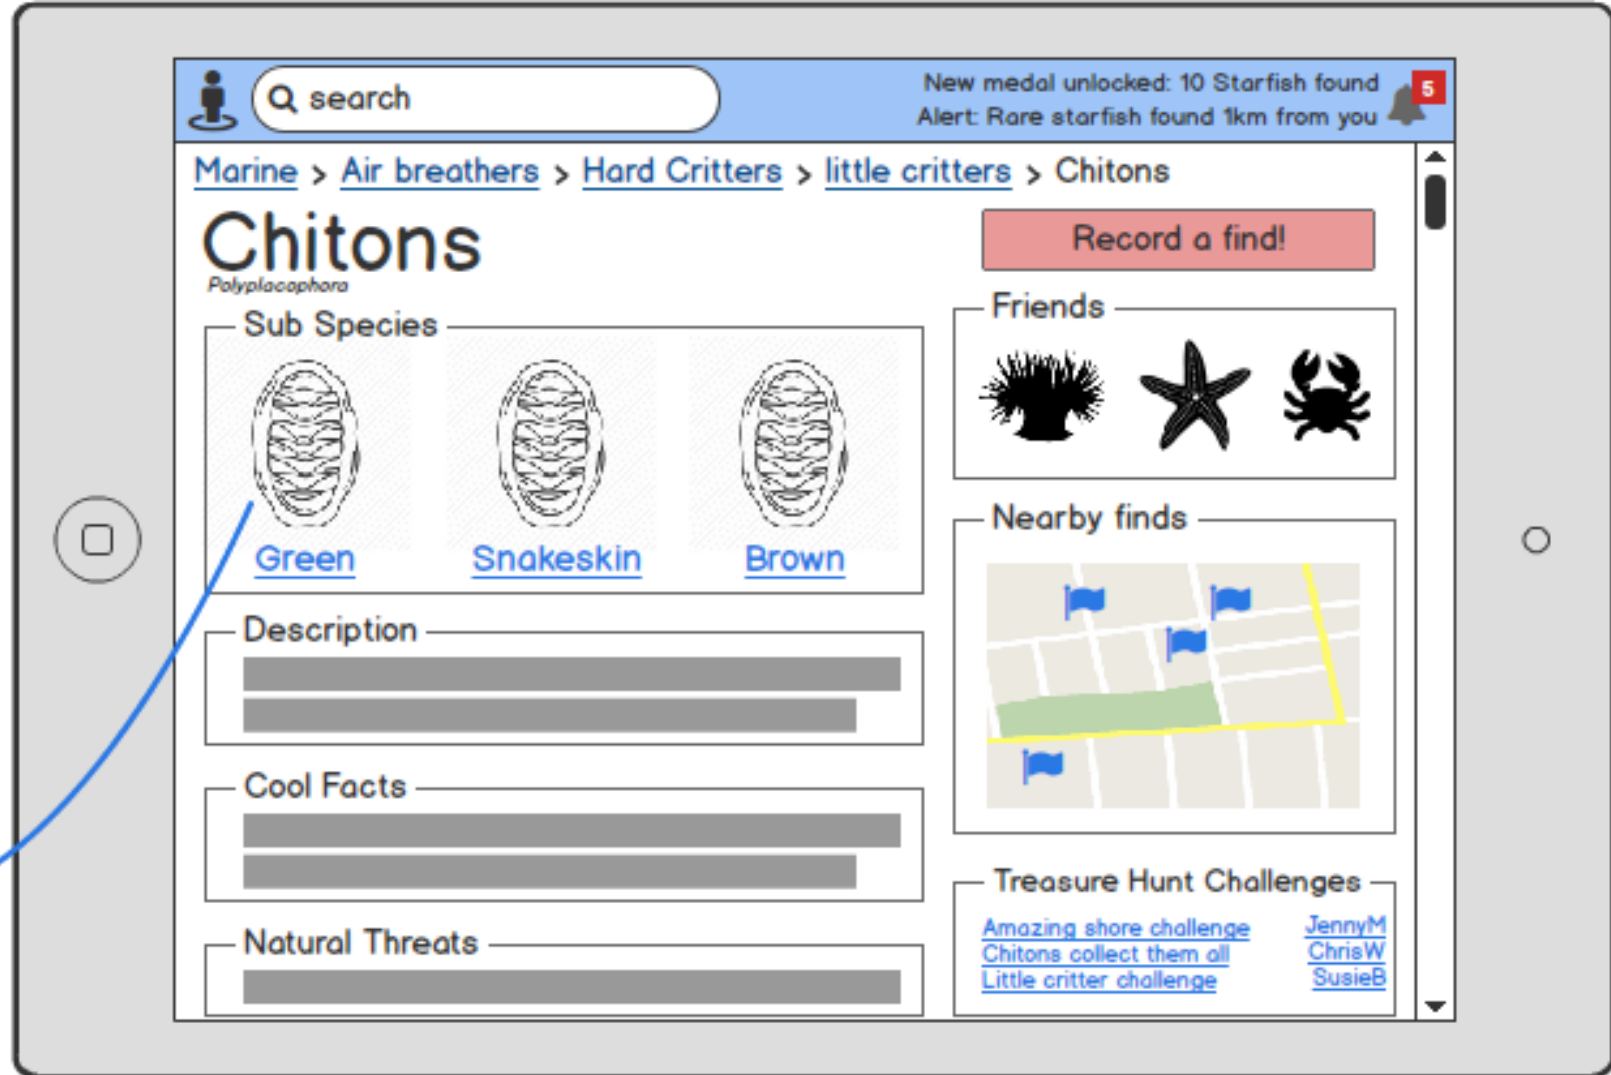 search
New medal unlocked: 10 Starfish found
Alert: Rare starfish found 1km from you
5
Marine > Air breathers > Hard Critters > little critters > Chitons
Chitons
Polyplacophora
Record a find!
Sub Species
Green
Snakeskin
Brown
Description
Cool Facts
Natural Threats
Friends
Nearby finds
Treasure Hunt Challenges
Amazing shore challenge JennyM
Chitons collect them all ChrisW
Little critter challenge SusieB